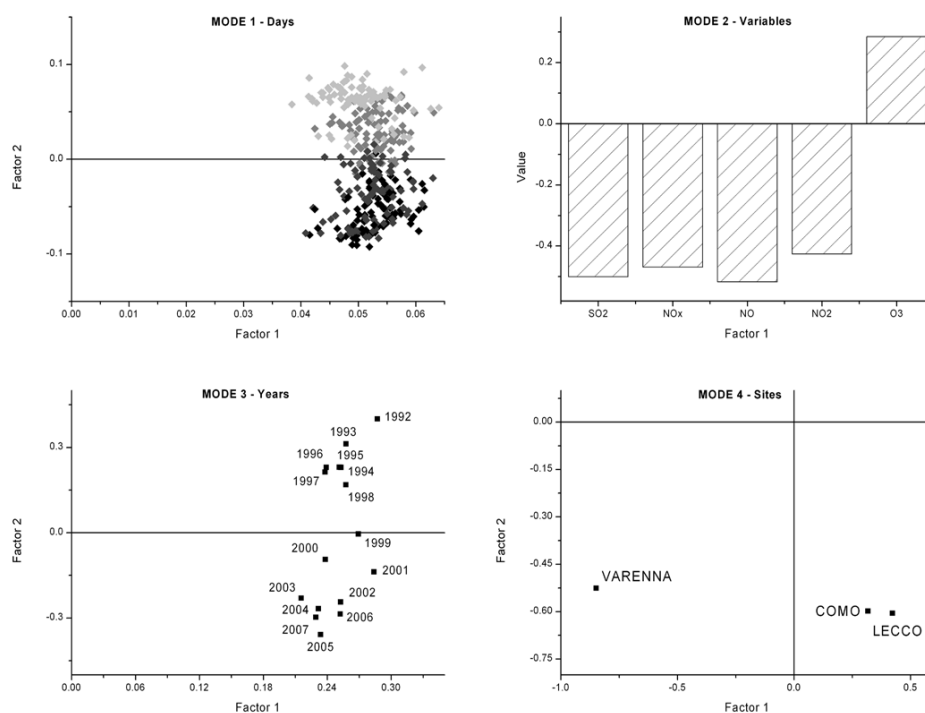 MODE 1 - Days
0.1
0.0
-0.1
Factor 2
0.00 0.01 0.02 0.03 0.04 0.05 0.06
Factor 1
MODE 2 - Variables
0.2
0.0
-0.2
-0.4
Value
SO2 NOx NO NO2 O3
Factor 1
MODE 3 - Years
0.3
0.0
-0.3
Factor 2
1992
1993
1996 1995
1994
1997
1998
1999
2000
2001
2003 2002
2004
2006
2007
2005
0.00 0.06 0.12 0.18 0.24 0.30
Factor 1
MODE 4 - Sites
0.00
-0.15
-0.30
-0.45
-0.60
-0.75
Factor 2
VARENNA
COMO
LECCO
-1.0 -0.5 0.0 0.5
Factor 1